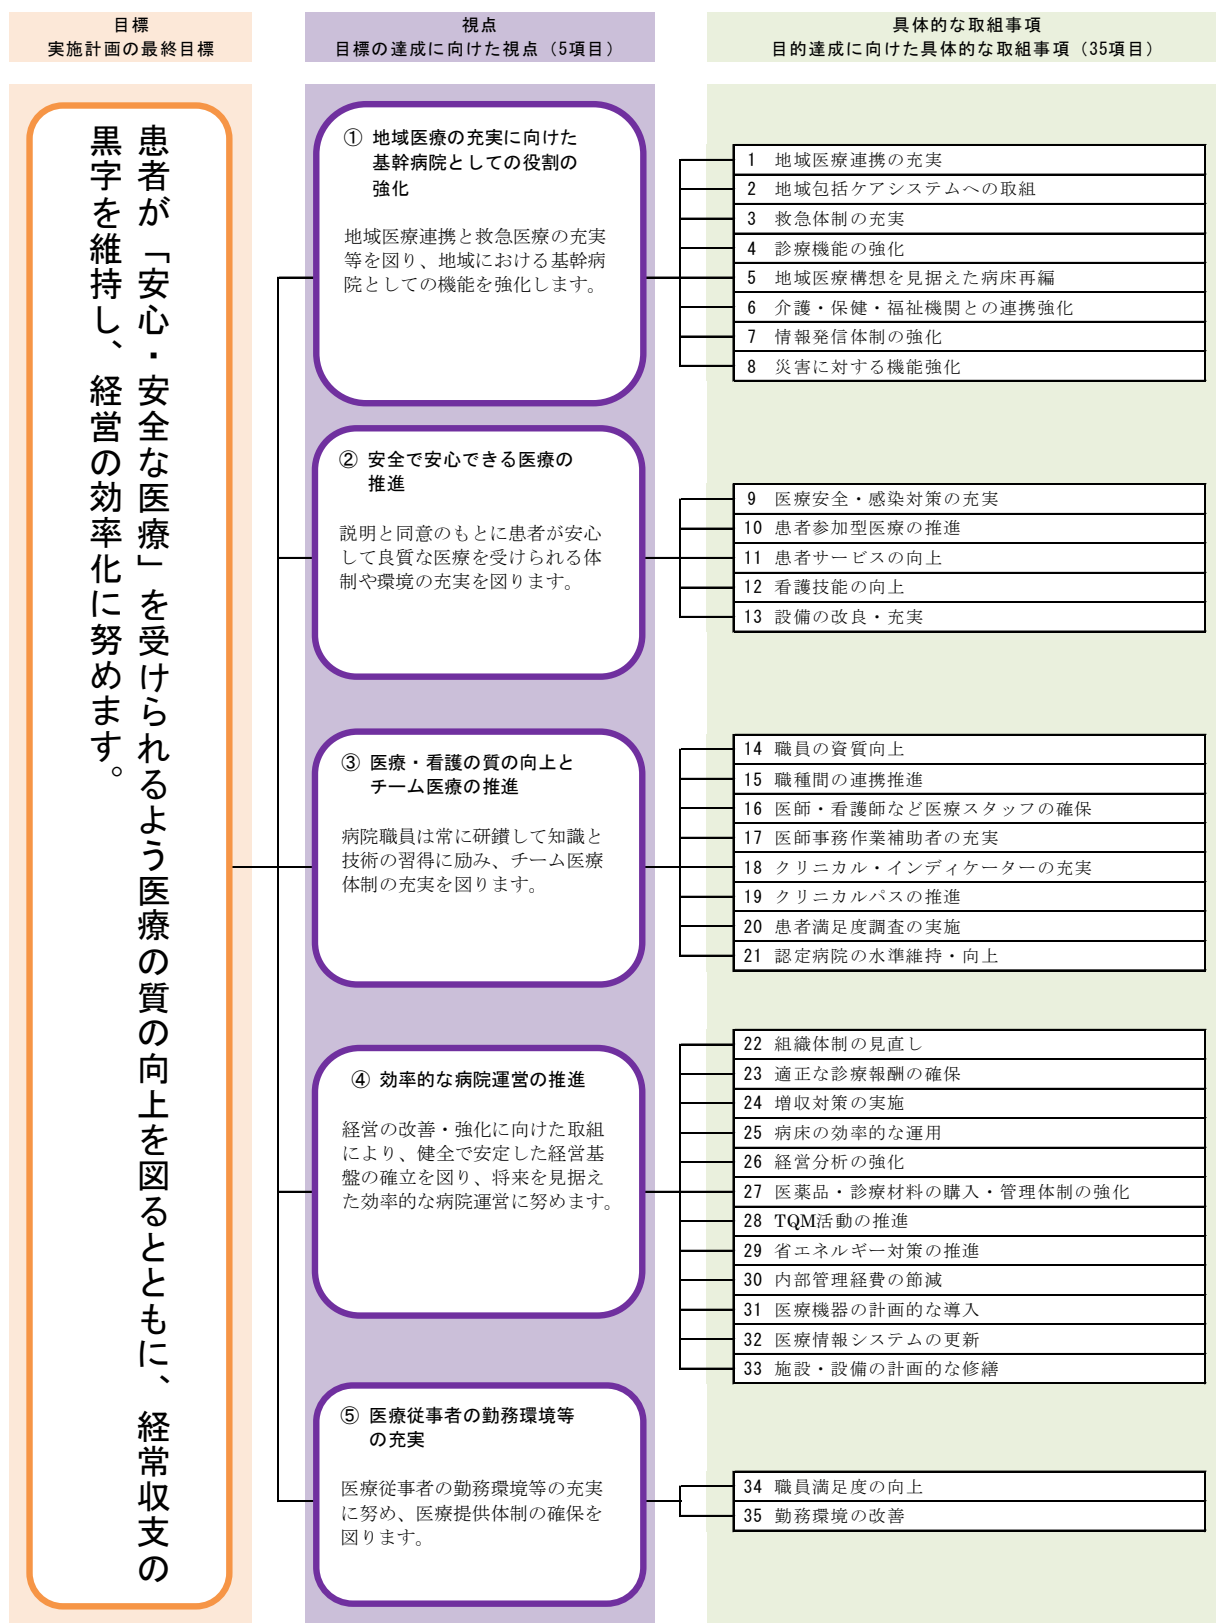 目標
実施計画の最終目標
視点
目標の達成に向けた視点（5項目）
具体的な取組事項
目的達成に向けた具体的な取組事項（35項目）
患者が「安心・安全な医療」を受けられるよう医療の質の向上を図るとともに、経常収支の
黒字を維持し、経営の効率化に努めます。
① 地域医療の充実に向けた
基幹病院としての役割の
強化
地域医療連携と救急医療の充実
等を図り、地域における基幹病
院としての機能を強化します。
1 地域医療連携の充実
2 地域包括ケアシステムへの取組
3 救急体制の充実
4 診療機能の強化
5 地域医療構想を見据えた病床再編
6 介護・保健・福祉機関との連携強化
7 情報発信体制の強化
8 災害に対する機能強化
② 安全で安心できる医療の
推進
説明と同意のもとに患者が安心
して良質な医療を受けられる体
制や環境の充実を図ります。
9 医療安全・感染対策の充実
10 患者参加型医療の推進
11 患者サービスの向上
12 看護技能の向上
13 設備の改良・充実
③ 医療・看護の質の向上と
チーム医療の推進
病院職員は常に研鑽して知識と
技術の習得に励み、チーム医療
体制の充実を図ります。
14 職員の資質向上
15 職種間の連携推進
16 医師・看護師など医療スタッフの確保
17 医師事務作業補助者の充実
18 クリニカル・インディケーターの充実
19 クリニカルパスの推進
20 患者満足度調査の実施
21 認定病院の水準維持・向上
④ 効率的な病院運営の推進
経営の改善・強化に向けた取組
により、健全で安定した経営基
盤の確立を図り、将来を見据え
た効率的な病院運営に努めます。
22 組織体制の見直し
23 適正な診療報酬の確保
24 増収対策の実施
25 病床の効率的な運用
26 経営分析の強化
27 医薬品・診療材料の購入・管理体制の強化
28 TQM活動の推進
29 省エネルギー対策の推進
30 内部管理経費の節減
31 医療機器の計画的な導入
32 医療情報システムの更新
33 施設・設備の計画的な修繕
⑤ 医療従事者の勤務環境等
の充実
医療従事者の勤務環境等の充実
に努め、医療提供体制の確保を
図ります。
34 職員満足度の向上
35 勤務環境の改善